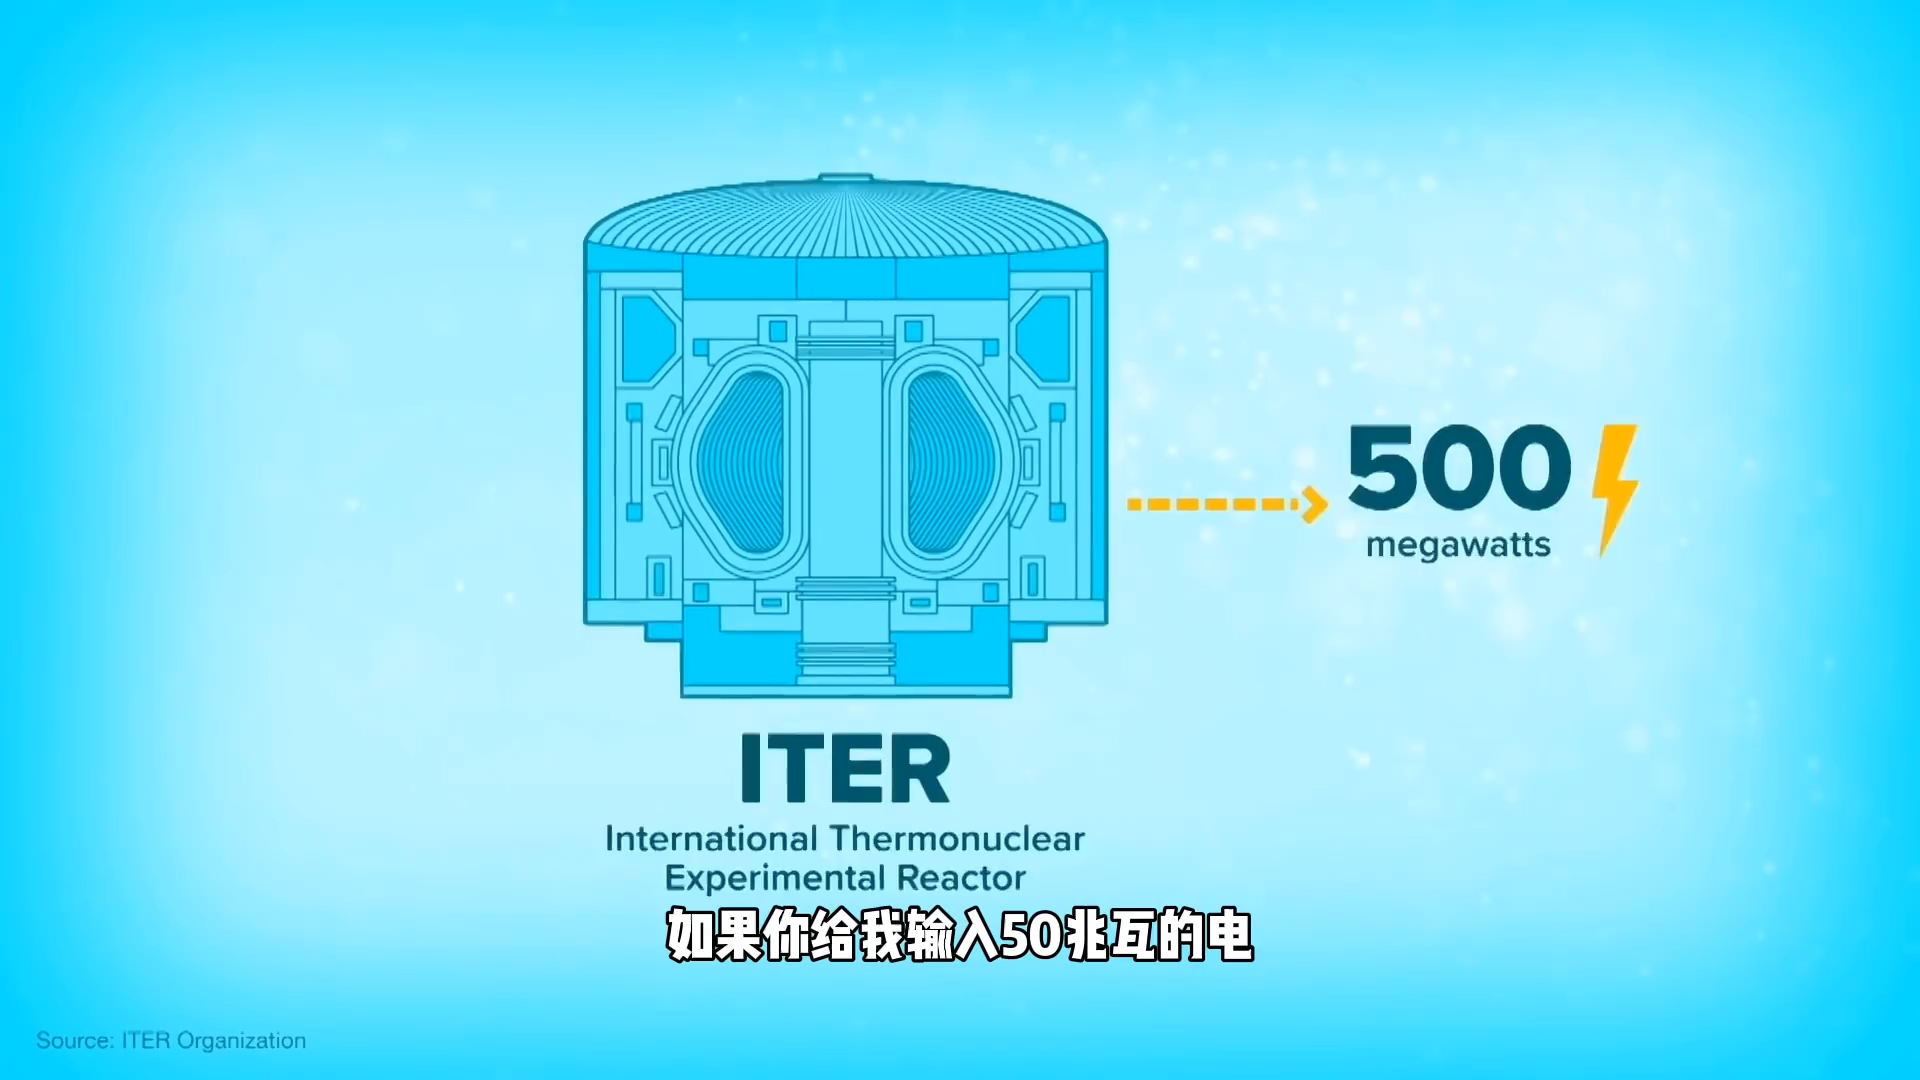 500
megawatts
ITER
International Thermonuclear
Experimental Reactor
如果你给我输入50兆瓦的电
Source: ITER Organization